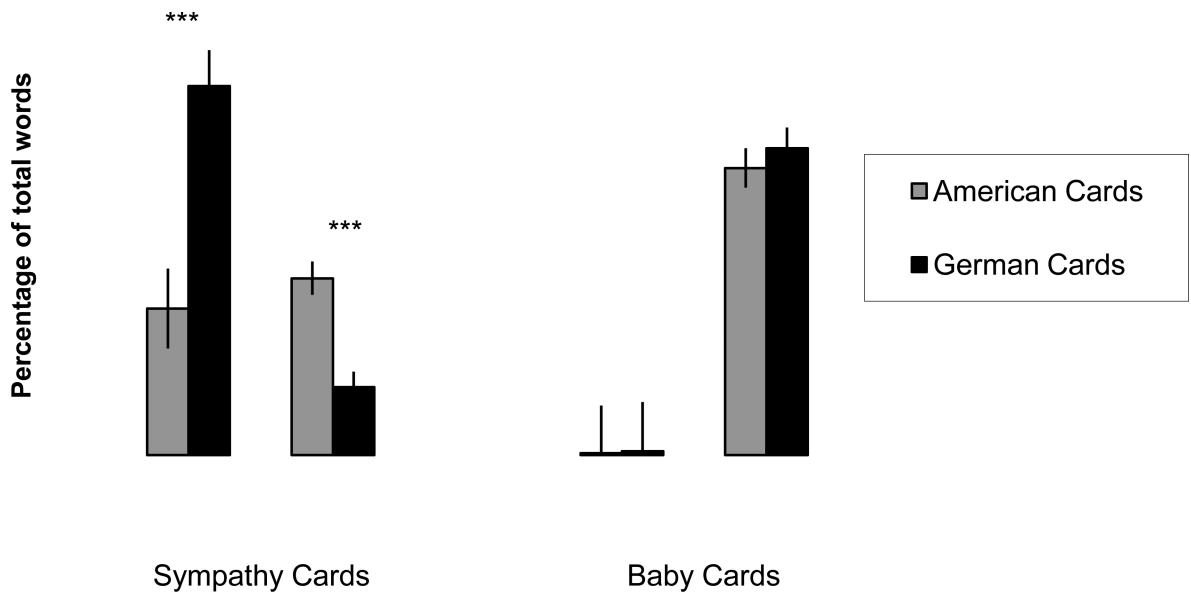 ***
***
Percentage of total words
American Cards
German Cards
Sympathy Cards
Baby Cards